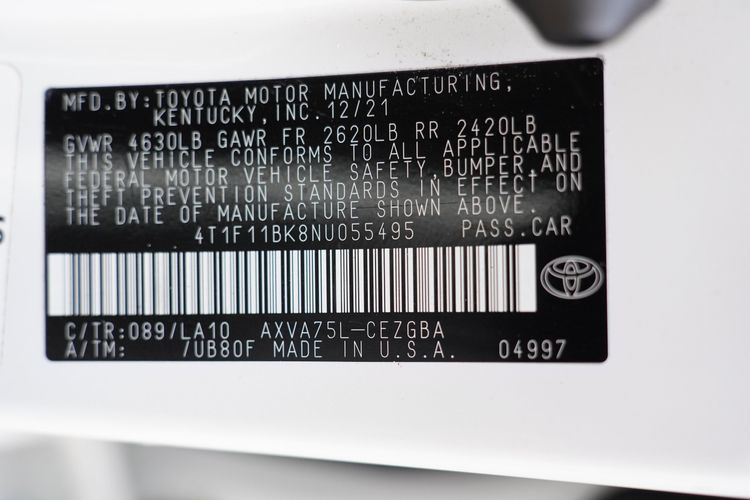 MFD.BY:TOYOTA MOTOR MANUFACTURING,
KENTUCKY,INC.12/21
GVWR 4630LB GAWR FR 2620LB RR 2420LB
THIS VEHICLE CONFORMS TO ALL APPLICABLE
FEDERAL MOTOR VEHICLE SAFETY,BUMPER,AND
THEFT PREVENTION STANDARDS IN EFFECT ON
THE DATE OF MANUFACTURE SHOWN ABOVE.
4T1F11BK8NU055495 PASS.CAR
C/TR:089/LA10 AXVA75L-CEZGBA
A/TM: /UB80F MADE IN U.S.A. 04997